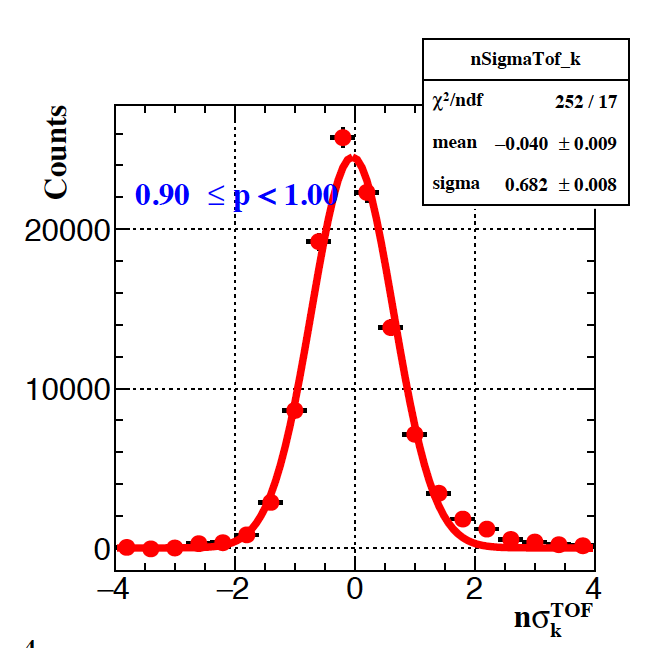 nSigmaTof_k
χ²/ndf 252 / 17
mean −0.040 ± 0.009
sigma 0.682 ± 0.008
Counts
0.90 ≤ p < 1.00
20000
10000
0
−4 −2 0 2 4
nσ_k^TOF